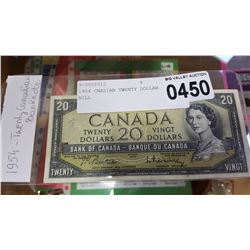 BIG VALLEY AUCTION
0450
1954 CNADIAN TWENTY DOLLAR
BILL
1954 - Twenty Canadian
Banknote
20
CANADA
20
TWENTY
DOLLARS
20
VINGT
DOLLARS
BANK OF CANADA - BANQUE DU CANADA
TWENTY
VINGT